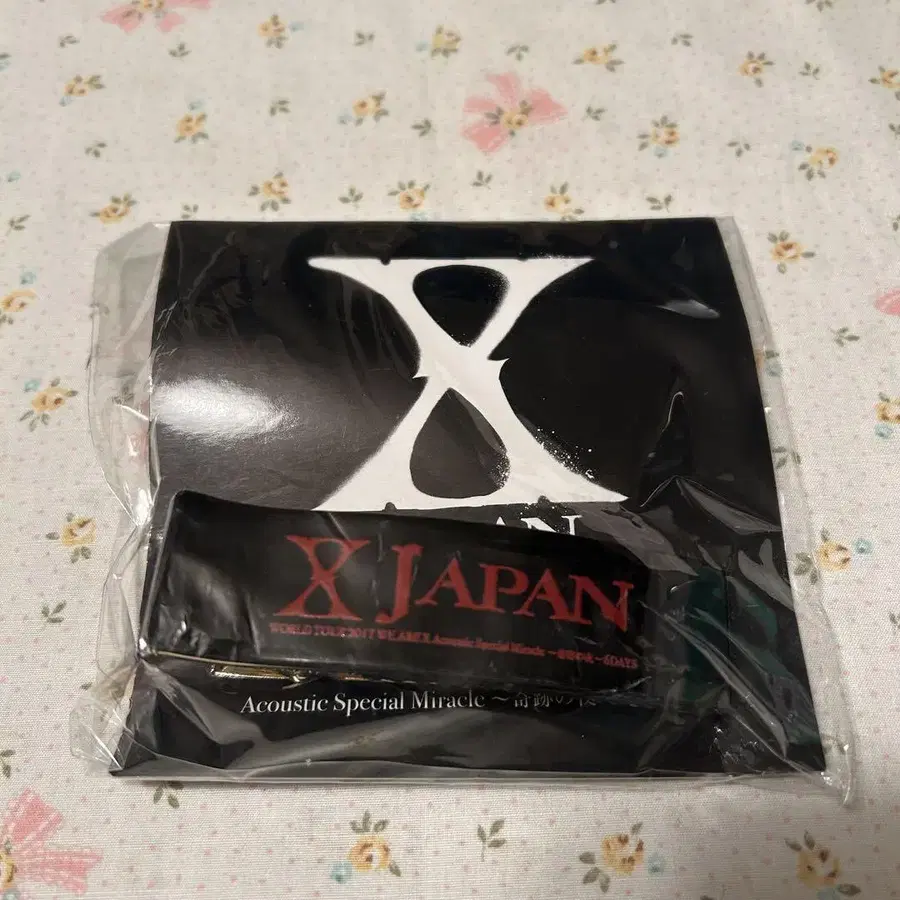 X
AN
X JAPAN
WORLD TOUR 2017 WE ARE X Acoustic Special Miracle ～奇跡の夜～6DAYS
Acoustic Special Miracle ～奇跡の夜